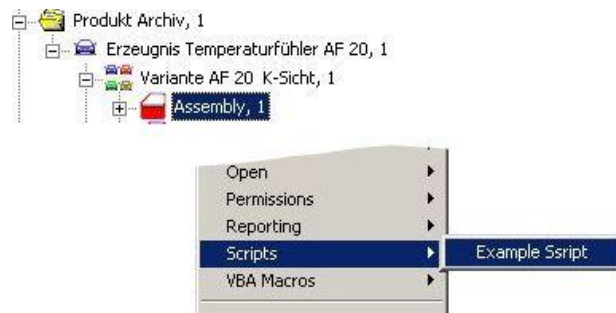 Produkt Archiv, 1
Erzeugnis Temperaturfühler AF 20, 1
Variante AF 20 K-Sicht, 1
Assembly, 1
Open
Permissions
Reporting
Scripts
Example Ssript
VBA Macros